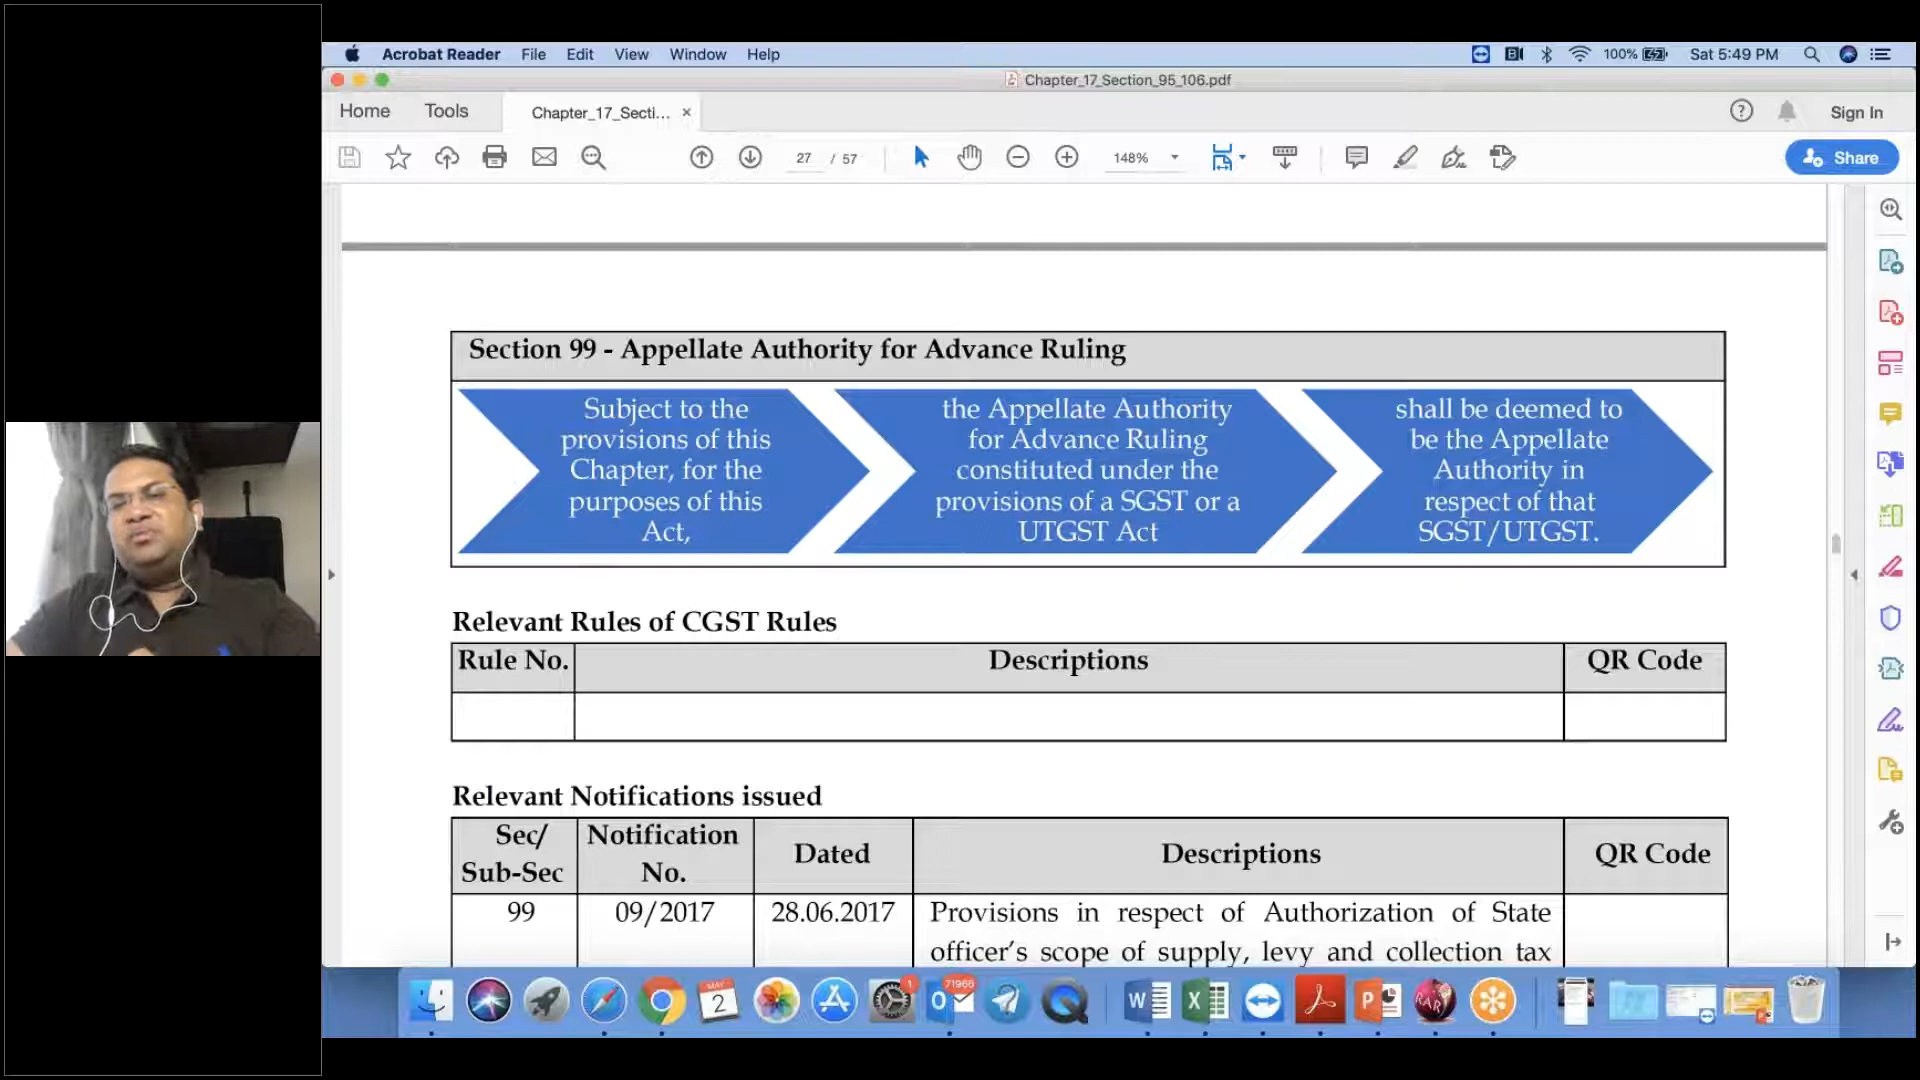 Acrobat Reader File Edit View Window Help
100% Sat 5:49 PM
Chapter_17_Section_95_106.pdf
Home Tools Chapter_17_Secti... × Sign In
27 / 57 148% Share
Section 99 - Appellate Authority for Advance Ruling
Subject to the
provisions of this
Chapter, for the
purposes of this
Act,
the Appellate Authority
for Advance Ruling
constituted under the
provisions of a SGST or a
UTGST Act
shall be deemed to
be the Appellate
Authority in
respect of that
SGST/UTGST.
Relevant Rules of CGST Rules
Rule No. Descriptions QR Code
Relevant Notifications issued
Sec/
Sub-Sec
Notification
No.
Dated
Descriptions
QR Code
99 09/2017 28.06.2017 Provisions in respect of Authorization of State
officer's scope of supply, levy and collection tax
MAY
2
1
71966
RAR